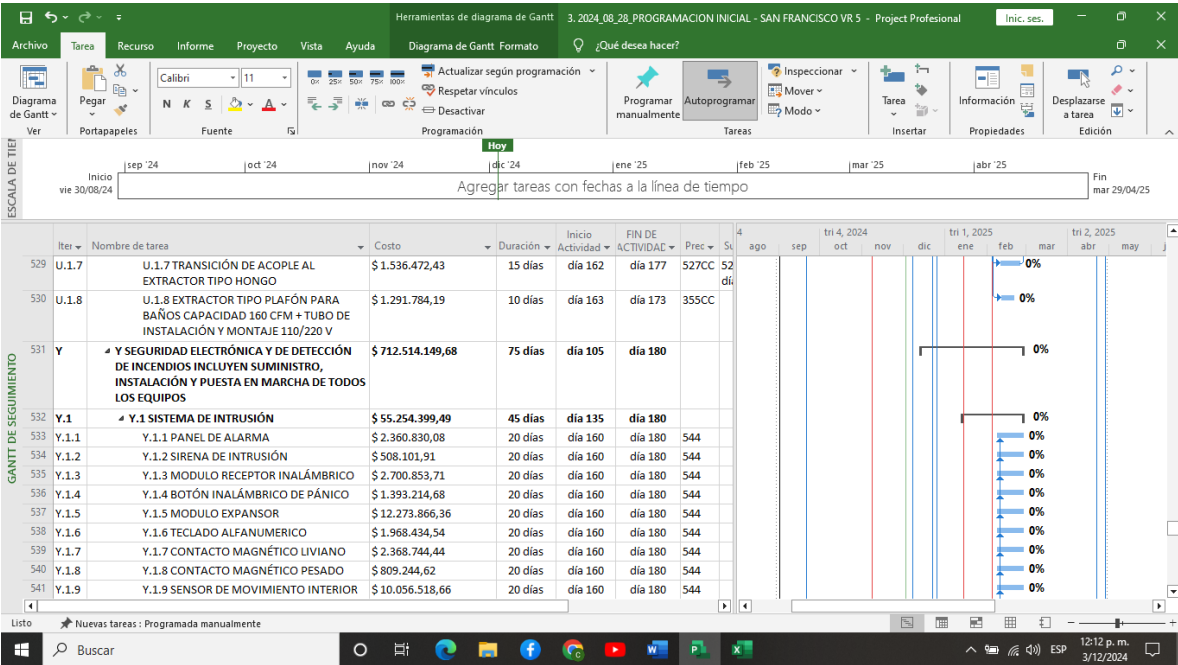 Herramientas de diagrama de Gantt 3. 2024_08_28_PROGRAMACION INICIAL - SAN FRANCISCO VR 5 - Project Profesional Inic. ses.
Archivo Tarea Recurso Informe Proyecto Vista Ayuda Diagrama de Gantt Formato ¿Qué desea hacer?
Calibri 11
0× 25× 50× 75× 100×
Actualizar según programación
Respetar vínculos
Desactivar
N K S A
Diagrama de Gantt
Pegar
Programar manualmente
Autoprogramar
Inspeccionar
Mover
Modo
Tarea
Información
Desplazarse a tarea
Ver Portapapeles Fuente Programación Tareas Insertar Propiedades Edición
Hoy
ESCALA DE TIEM
sep '24 oct '24 nov '24 dic '24 ene '25 feb '25 mar '25 abr '25
Inicio
vie 30/08/24
Agregar tareas con fechas a la línea de tiempo
Fin
mar 29/04/25
GANTT DE SEGUIMIENTO
Iter Nombre de tarea Costo Duración Inicio Actividad FIN DE ACTIVIDAD Prec Su
4 tri 4, 2024 tri 1, 2025 tri 2, 2025
ago sep oct nov dic ene feb mar abr may
529 U.1.7 U.1.7 TRANSICIÓN DE ACOPLE AL $ 1.536.472,43 15 días día 162 día 177 527CC 52 0%
EXTRACTOR TIPO HONGO día
530 U.1.8 U.1.8 EXTRACTOR TIPO PLAFÓN PARA $ 1.291.784,19 10 días día 163 día 173 355CC 0%
BAÑOS CAPACIDAD 160 CFM + TUBO DE
INSTALACIÓN Y MONTAJE 110/220 V
531 Y Y SEGURIDAD ELECTRÓNICA Y DE DETECCIÓN $ 712.514.149,68 75 días día 105 día 180 0%
DE INCENDIOS INCLUYEN SUMINISTRO,
INSTALACIÓN Y PUESTA EN MARCHA DE TODOS
LOS EQUIPOS
532 Y.1 Y.1 SISTEMA DE INTRUSIÓN $ 55.254.399,49 45 días día 135 día 180 0%
533 Y.1.1 Y.1.1 PANEL DE ALARMA $ 2.360.830,08 20 días día 160 día 180 544 0%
534 Y.1.2 Y.1.2 SIRENA DE INTRUSIÓN $ 508.101,91 20 días día 160 día 180 544 0%
535 Y.1.3 Y.1.3 MODULO RECEPTOR INALÁMBRICO $ 2.700.853,71 20 días día 160 día 180 544 0%
536 Y.1.4 Y.1.4 BOTÓN INALÁMBRICO DE PÁNICO $ 1.393.214,68 20 días día 160 día 180 544 0%
537 Y.1.5 Y.1.5 MODULO EXPANSOR $ 12.273.866,36 20 días día 160 día 180 544 0%
538 Y.1.6 Y.1.6 TECLADO ALFANUMERICO $ 1.968.434,54 20 días día 160 día 180 544 0%
539 Y.1.7 Y.1.7 CONTACTO MAGNÉTICO LIVIANO $ 2.368.744,44 20 días día 160 día 180 544 0%
540 Y.1.8 Y.1.8 CONTACTO MAGNÉTICO PESADO $ 809.244,62 20 días día 160 día 180 544 0%
541 Y.1.9 Y.1.9 SENSOR DE MOVIMIENTO INTERIOR $ 10.056.518,66 20 días día 160 día 180 544 0%
Listo Nuevas tareas : Programada manualmente
Buscar
ESP 12:12 p. m.
3/12/2024